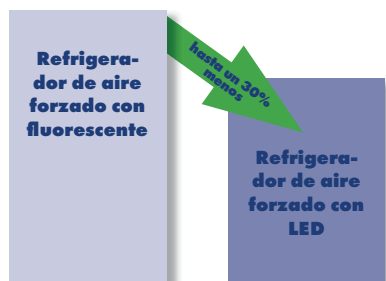 Refrigera-
dor de aire
forzado con
fluorescente
hasta un 30%
menos
Refrigera-
dor de aire
forzado con
LED